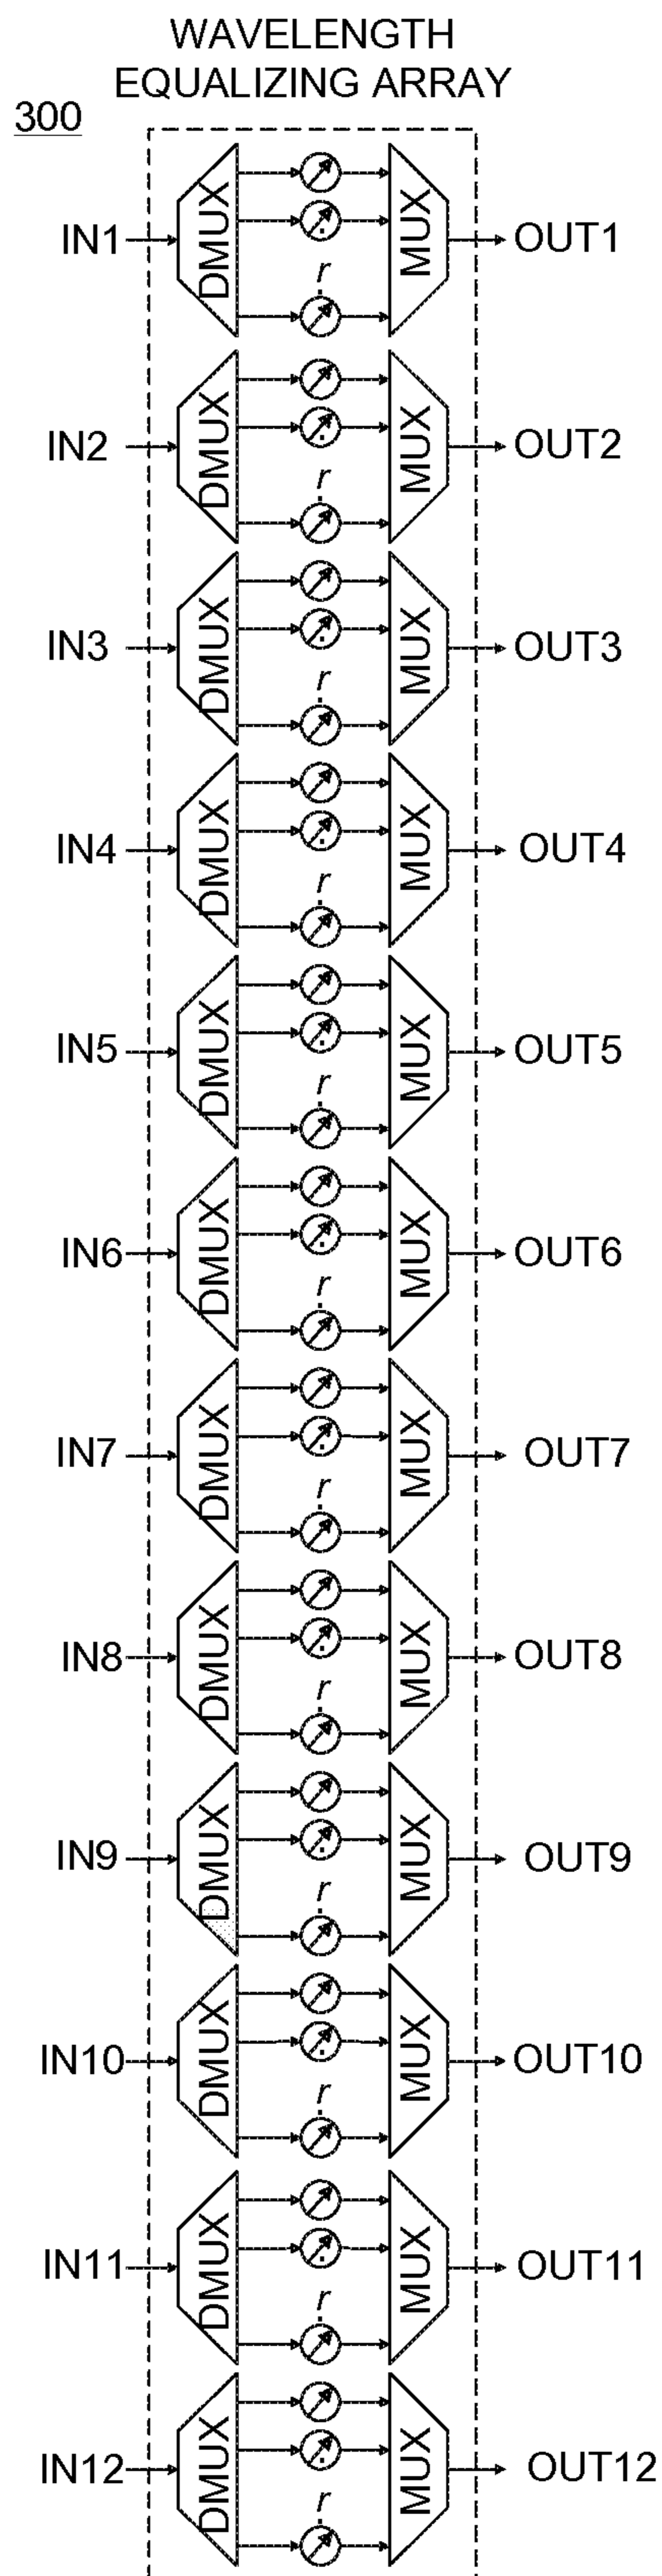 WAVELENGTH
EQUALIZING ARRAY
300
IN1 DMUX r MUX OUT1
IN2 DMUX r MUX OUT2
IN3 DMUX r MUX OUT3
IN4 DMUX r MUX OUT4
IN5 DMUX r MUX OUT5
IN6 DMUX r MUX OUT6
IN7 DMUX r MUX OUT7
IN8 DMUX r MUX OUT8
IN9 DMUX r MUX OUT9
IN10 DMUX r MUX OUT10
IN11 DMUX r MUX OUT11
IN12 DMUX r MUX OUT12